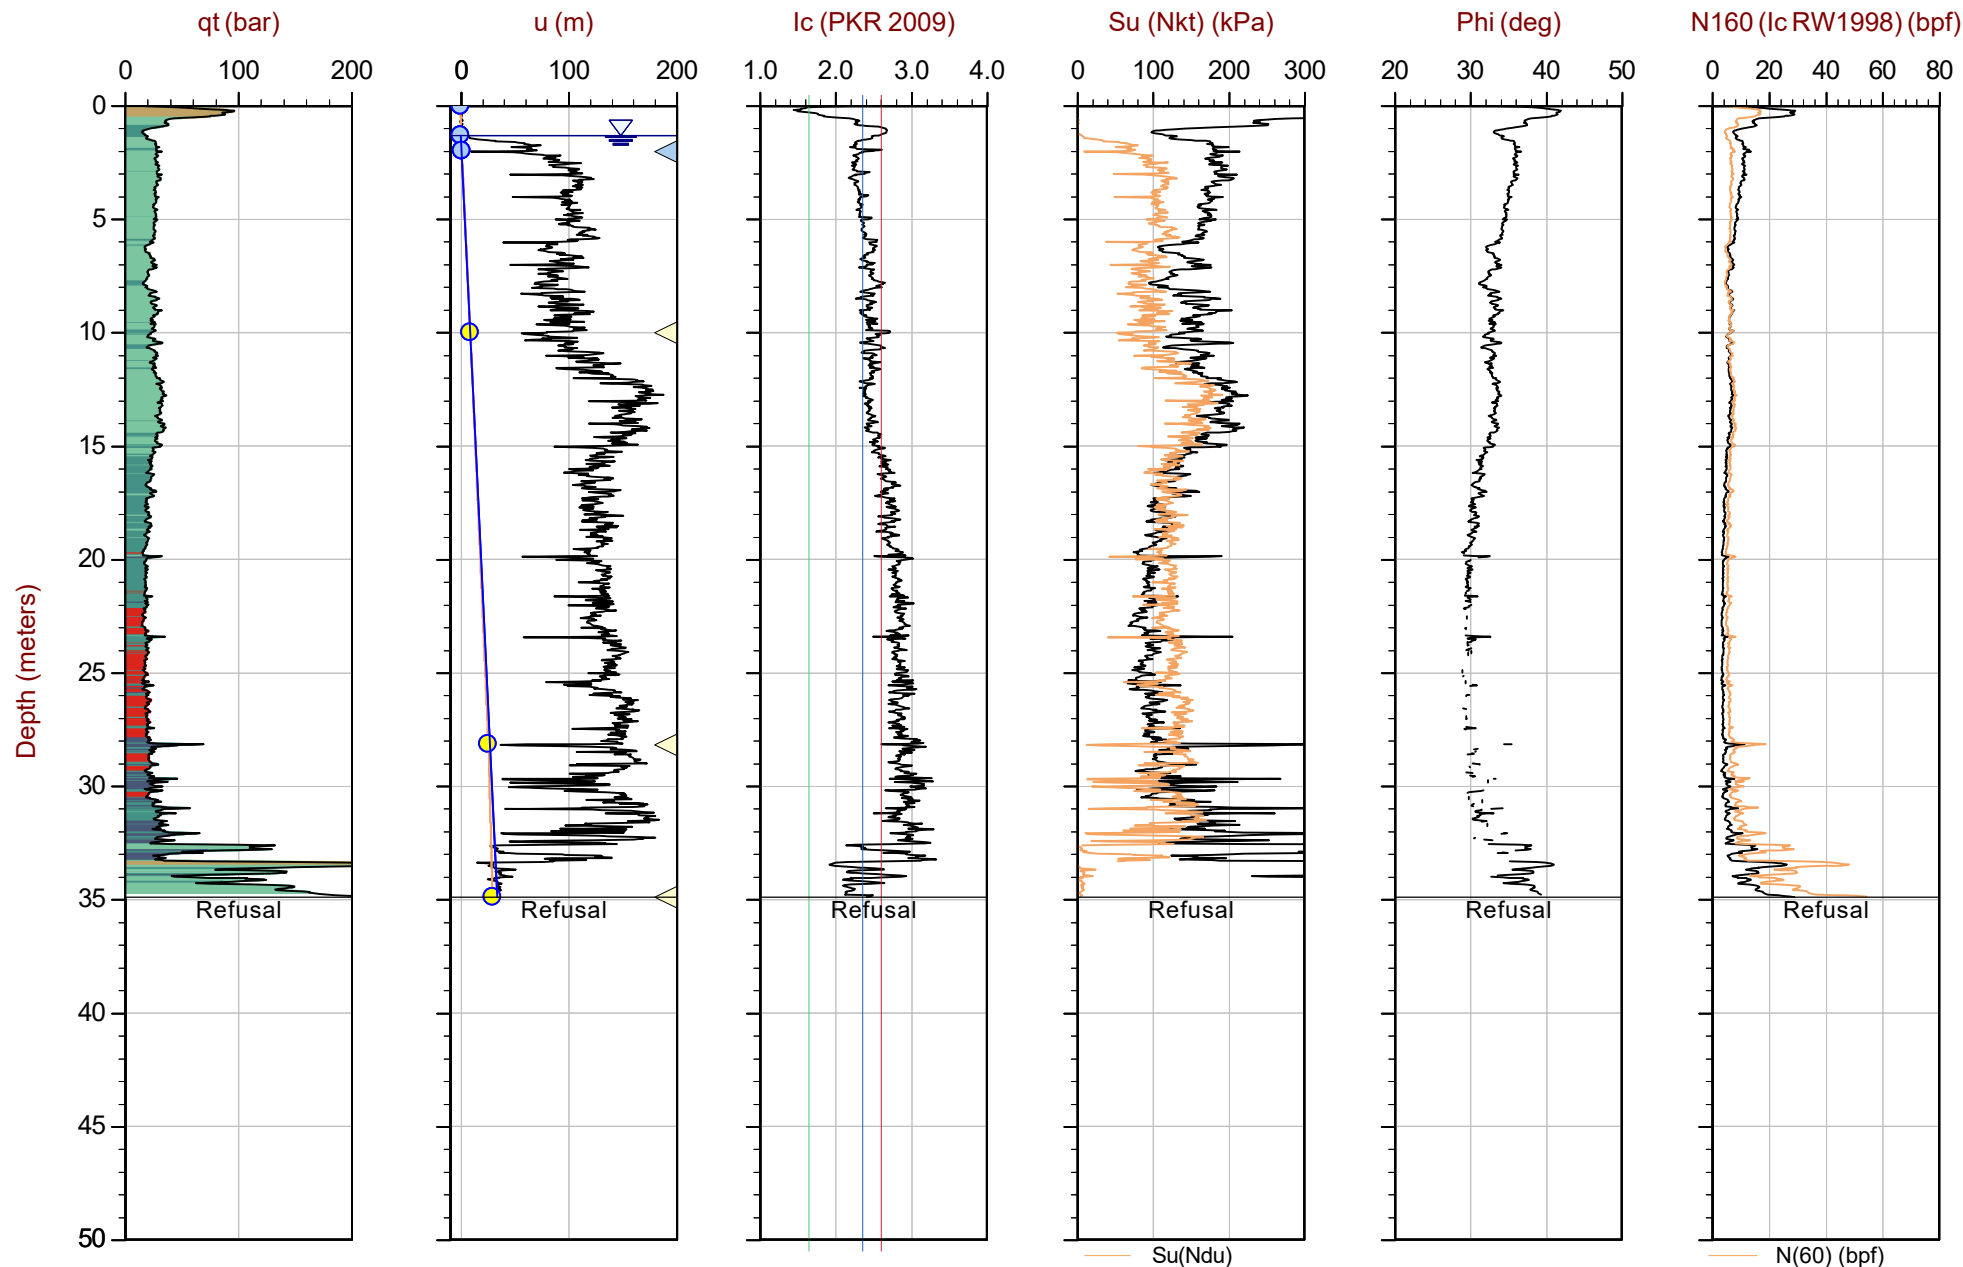 qt (bar) u (m) Ic (PKR 2009) Su (Nkt) (kPa) Phi (deg) N160 (Ic RW1998) (bpf)
0 100 200 0 100 200 1.0 2.0 3.0 4.0 0 100 200 300 20 30 40 50 0 20 40 60 80
0
5
10
15
20
25
30
35
40
45
50
Depth (meters)
Refusal Refusal Refusal Refusal Refusal Refusal
Su(Ndu) N(60) (bpf)